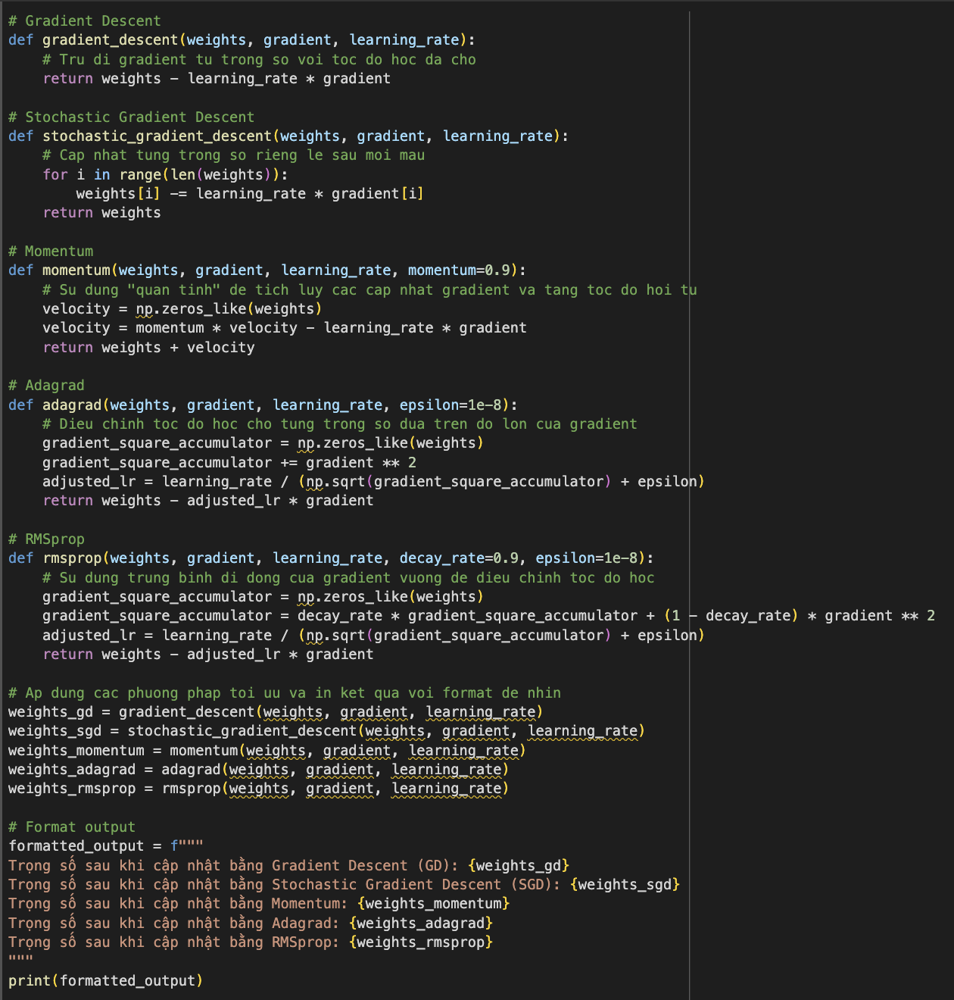 # Gradient Descent
def gradient_descent(weights, gradient, learning_rate):
    # Tru di gradient tu trong so voi toc do hoc da cho
    return weights - learning_rate * gradient

# Stochastic Gradient Descent
def stochastic_gradient_descent(weights, gradient, learning_rate):
    # Cap nhat tung trong so rieng le sau moi mau
    for i in range(len(weights)):
        weights[i] -= learning_rate * gradient[i]
    return weights

# Momentum
def momentum(weights, gradient, learning_rate, momentum=0.9):
    # Su dung "quan tinh" de tich luy cac cap nhat gradient va tang toc do hoi tu
    velocity = np.zeros_like(weights)
    velocity = momentum * velocity - learning_rate * gradient
    return weights + velocity

# Adagrad
def adagrad(weights, gradient, learning_rate, epsilon=1e-8):
    # Dieu chinh toc do hoc cho tung trong so dua tren do lon cua gradient
    gradient_square_accumulator = np.zeros_like(weights)
    gradient_square_accumulator += gradient ** 2
    adjusted_lr = learning_rate / (np.sqrt(gradient_square_accumulator) + epsilon)
    return weights - adjusted_lr * gradient

# RMSprop
def rmsprop(weights, gradient, learning_rate, decay_rate=0.9, epsilon=1e-8):
    # Su dung trung binh di dong cua gradient vuong de dieu chinh toc do hoc
    gradient_square_accumulator = np.zeros_like(weights)
    gradient_square_accumulator = decay_rate * gradient_square_accumulator + (1 - decay_rate) * gradient ** 2
    adjusted_lr = learning_rate / (np.sqrt(gradient_square_accumulator) + epsilon)
    return weights - adjusted_lr * gradient

# Ap dung cac phuong phap toi uu va in ket qua voi format de nhin
weights_gd = gradient_descent(weights, gradient, learning_rate)
weights_sgd = stochastic_gradient_descent(weights, gradient, learning_rate)
weights_momentum = momentum(weights, gradient, learning_rate)
weights_adagrad = adagrad(weights, gradient, learning_rate)
weights_rmsprop = rmsprop(weights, gradient, learning_rate)

# Format output
formatted_output = f"""
Trọng số sau khi cập nhật bằng Gradient Descent (GD): {weights_gd}
Trọng số sau khi cập nhật bằng Stochastic Gradient Descent (SGD): {weights_sgd}
Trọng số sau khi cập nhật bằng Momentum: {weights_momentum}
Trọng số sau khi cập nhật bằng Adagrad: {weights_adagrad}
Trọng số sau khi cập nhật bằng RMSprop: {weights_rmsprop}
"""
print(formatted_output)